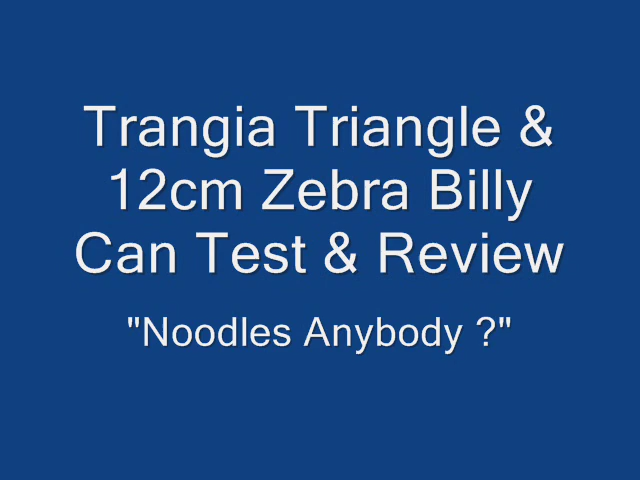 Trangia Triangle &
12cm Zebra Billy
Can Test & Review
"Noodles Anybody ?"